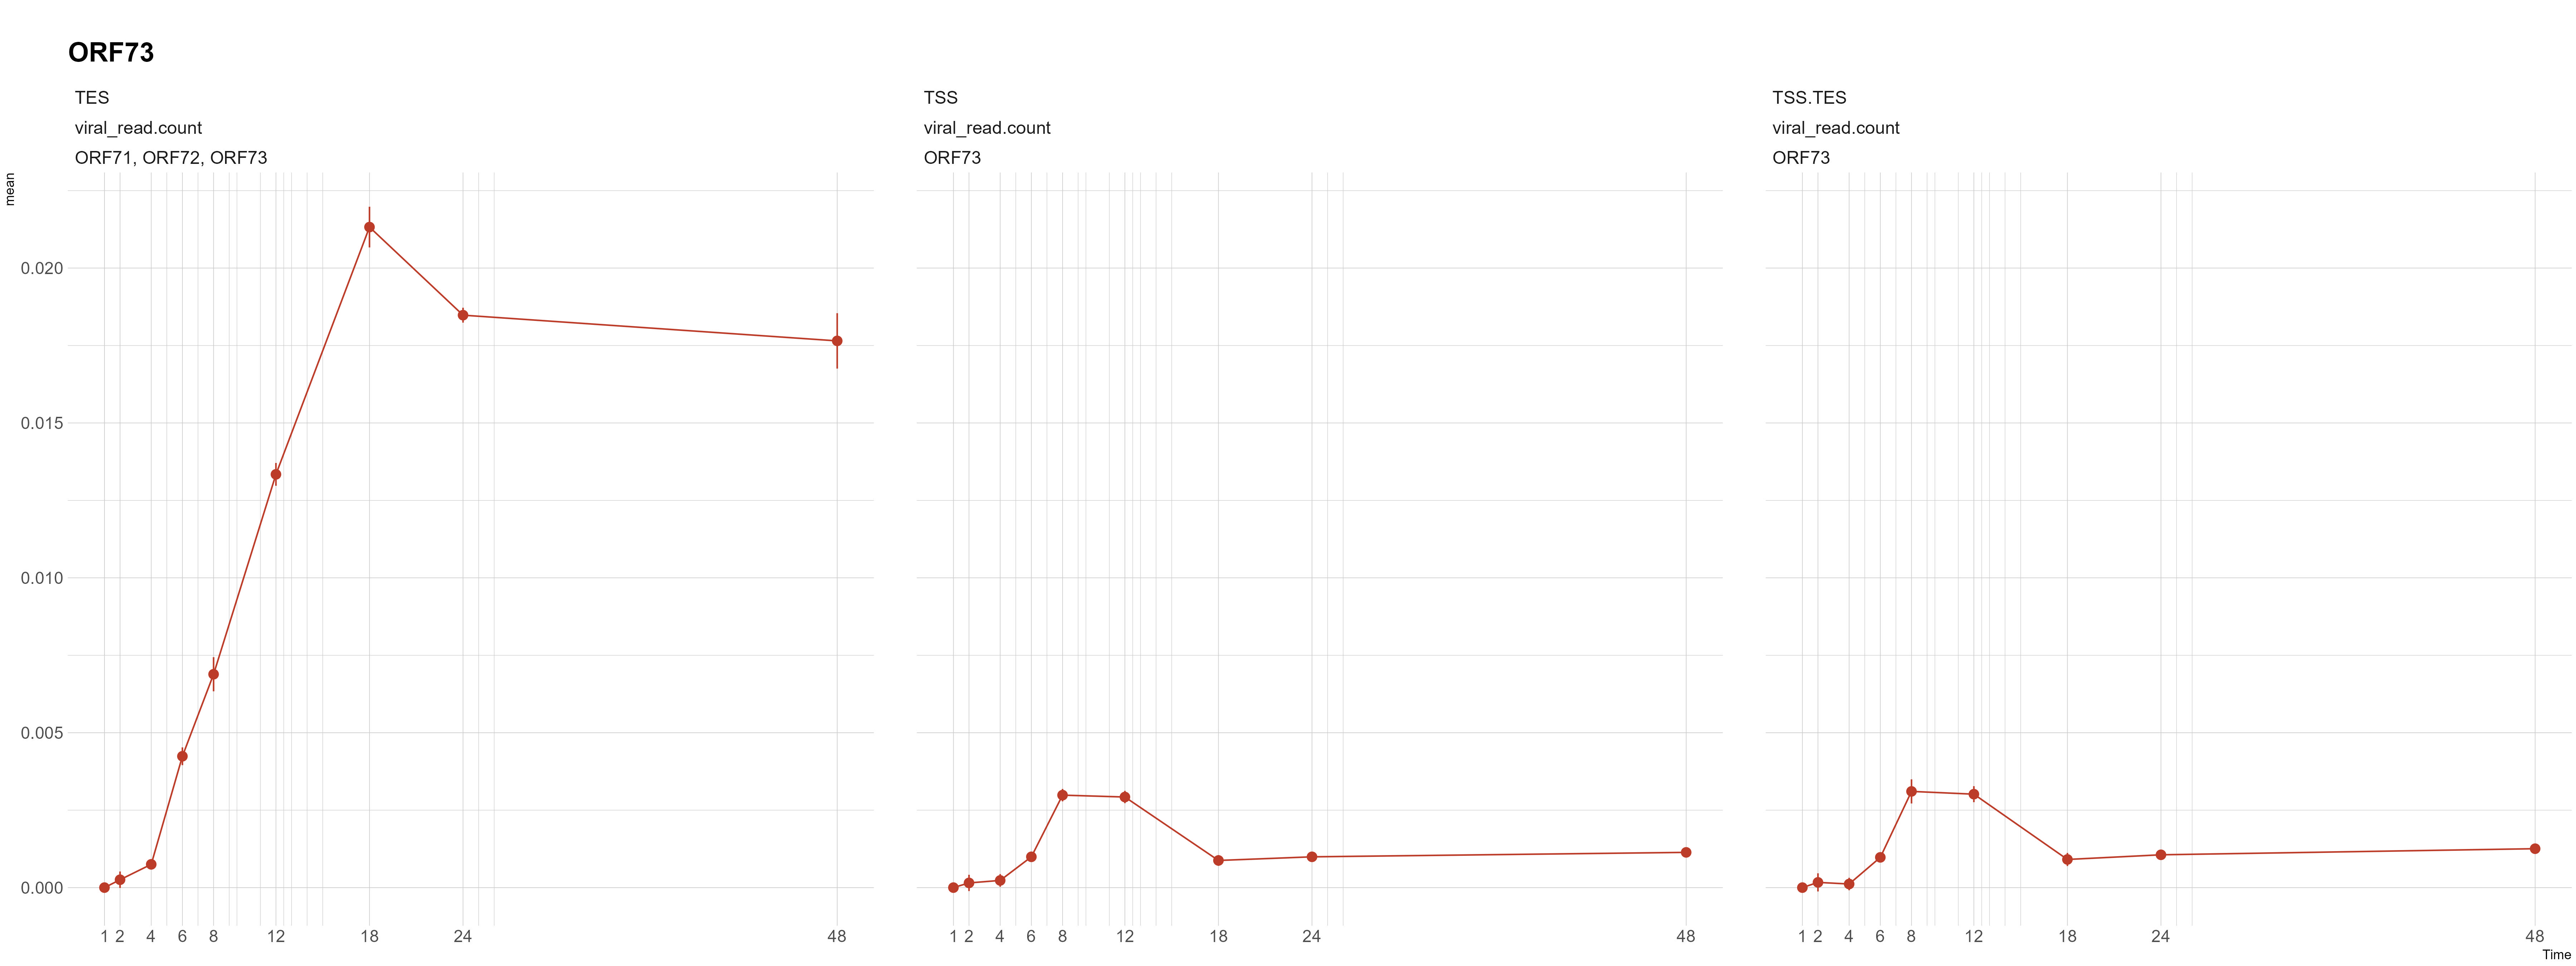 ORF73
TES
viral_read.count
ORF71, ORF72, ORF73
TSS
viral_read.count
ORF73
TSS.TES
viral_read.count
ORF73
mean
0.020
0.015
0.010
0.005
0.000
1 2 4 6 8 12 18 24 48
1 2 4 6 8 12 18 24 48
1 2 4 6 8 12 18 24 48
Time